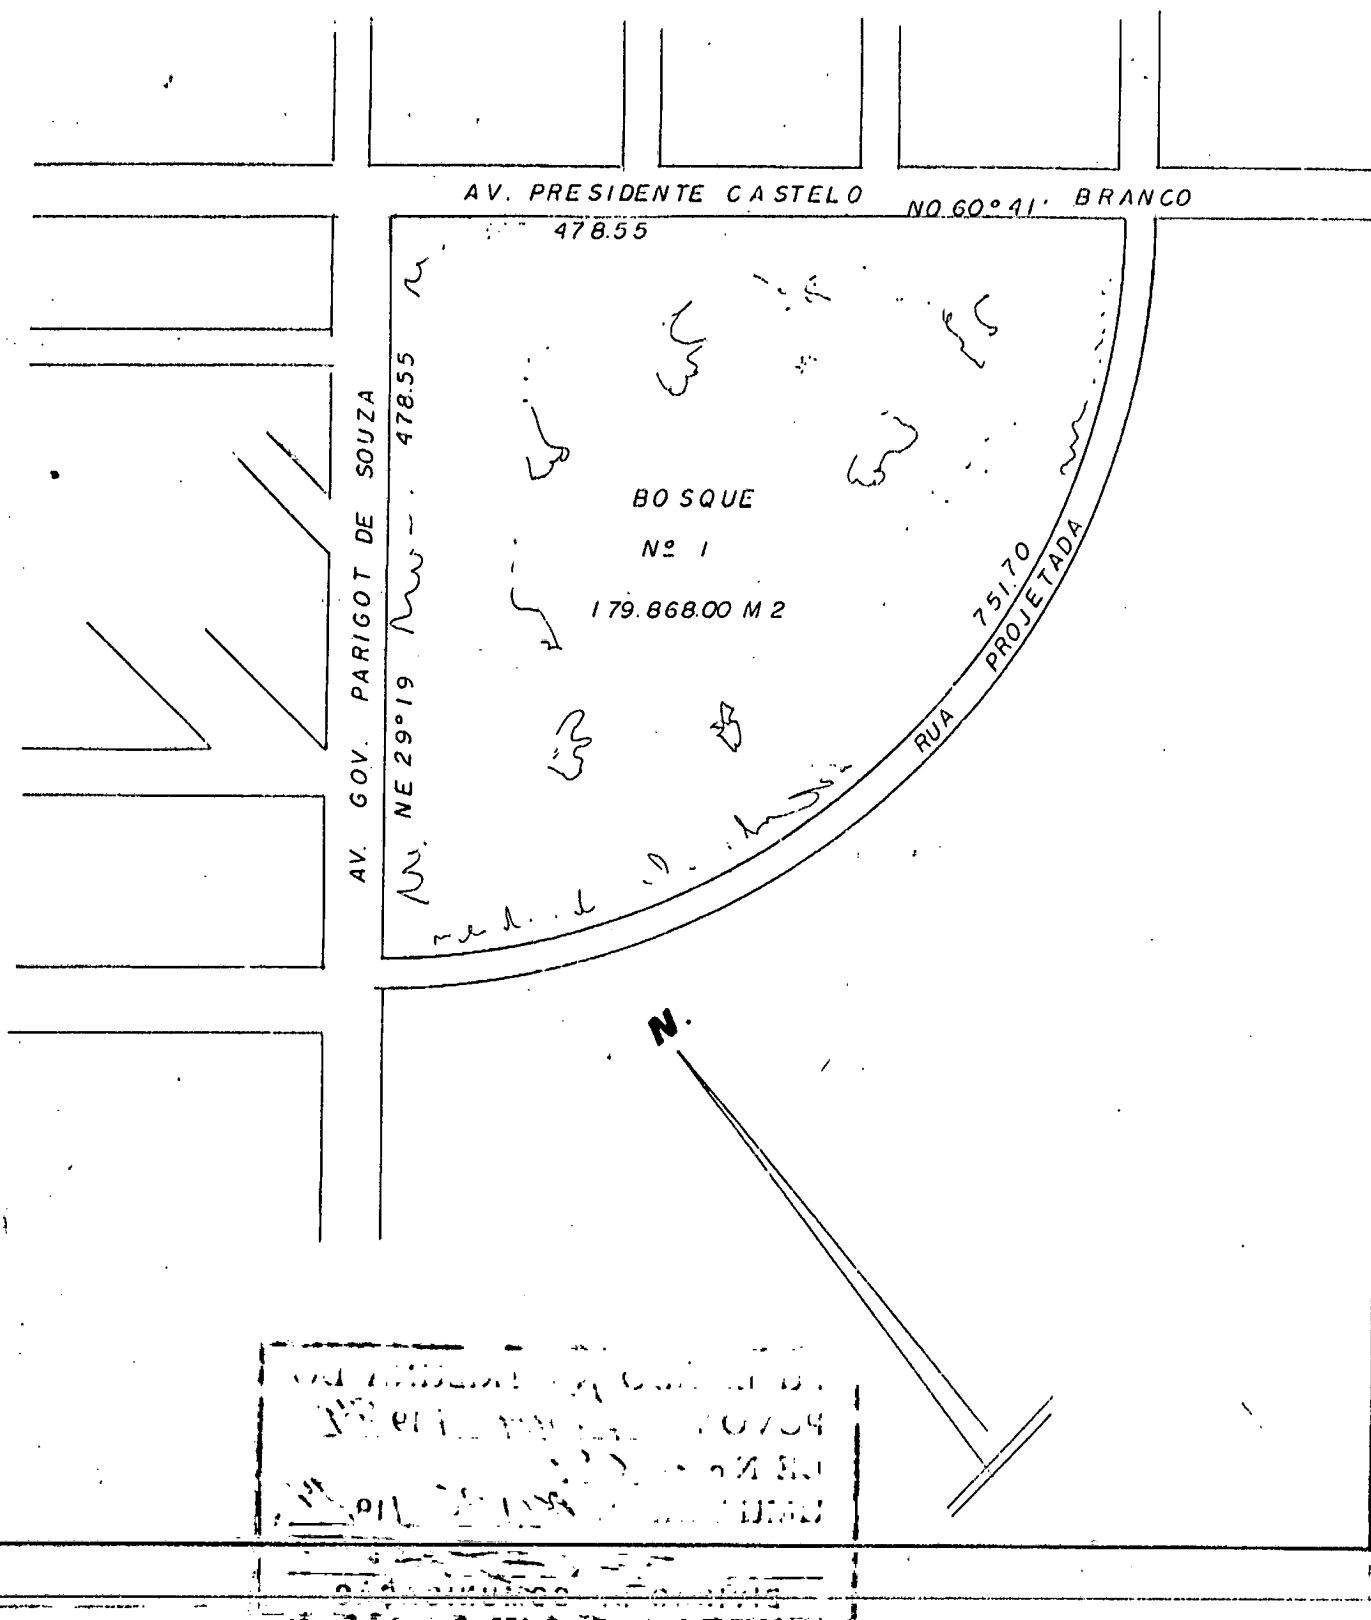 AV. PRESIDENTE CASTELO BRANCO
NO 60°41'
478.55
AV. GOV. PARIGOT DE SOUZA
NE 29°19
478.55
BOSQUE
Nº 1
179.868.00 M2
751.70
RUA PROJETADA
N.